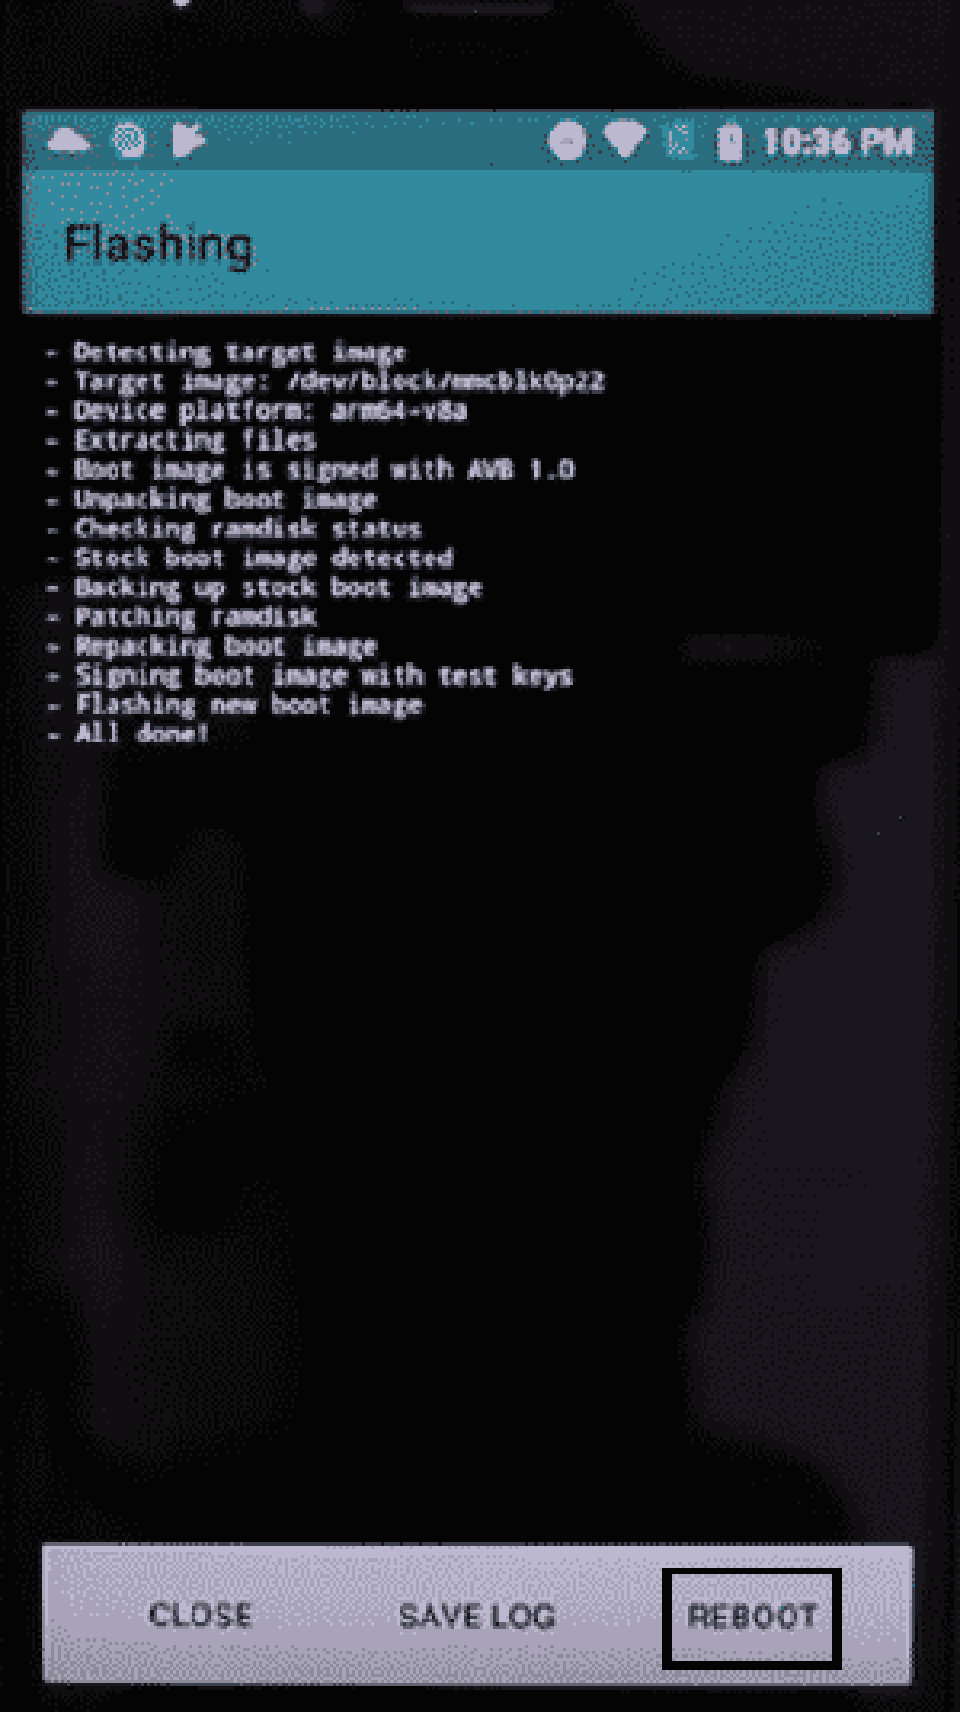 10:36 PM
Flashing
- Detecting target image
- Target image: /dev/block/mmcblk0p22
- Device platform: arm64-v8a
- Extracting files
- Boot image is signed with AVB 1.0
- Unpacking boot image
- Checking ramdisk status
- Stock boot image detected
- Backing up stock boot image
- Patching ramdisk
- Repacking boot image
- Signing boot image with test keys
- Flashing new boot image
- All done!
CLOSE SAVE LOG REBOOT